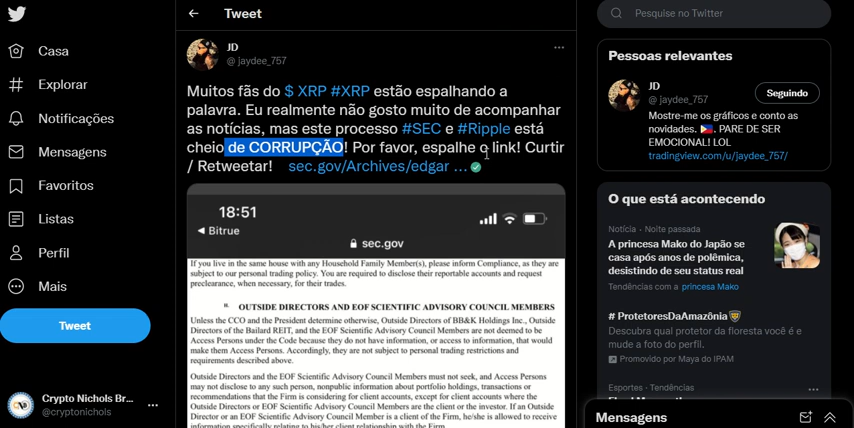 Casa
Explorar
Notificações
Mensagens
Favoritos
Listas
Perfil
Mais
Tweet
Crypto Nichols Br...
@cryptonichols
Tweet
JD
@ jaydee_757
Muitos fãs do $ XRP #XRP estão espalhando a
palavra. Eu realmente não gosto muito de acompanhar
as notícias, mas este processo #SEC e #Ripple está
cheio de CORRUPÇÃO! Por favor, espalhe o link! Curtir
/ Retweetar! sec.gov/Archives/edgar ...
18:51
Bitrue
sec.gov
If you live in the same house with any Household Family Member(s), please inform Compliance, as they are
subject to our personal trading policy. You are required to disclose their reportable accounts and request
preclearance, when necessary, for their trades.
II. OUTSIDE DIRECTORS AND EOF SCIENTIFIC ADVISORY COUNCIL MEMBERS
Unless the CCO and the President determine otherwise, Outside Directors of BB&K Holdings Inc., Outside
Directors of the Bailard REIT, and the EOF Scientific Advisory Council Members are not deemed to be
Access Persons under the Code because they do not have information, or access to information, that would
make them Access Persons. Accordingly, they are not subject to personal trading restrictions and
requirements described above.
Outside Directors and the EOF Scientific Advisory Council Members must not seek, and Access Persons
may not disclose to any such person, nonpublic information about portfolio holdings, transactions or
recommendations that the Firm is considering for client accounts, except for client accounts where the
Outside Directors or EOF Scientific Advisory Council Members are the client or the investor. If an Outside
Director or an EOF Scientific Advisory Council Member is a client of the Firm, he/she is allowed to receive
information specifically relating to his/her client relationship with the Firm.
Pesquise no Twitter
Pessoas relevantes
JD
@ jaydee_757
Seguindo
Mostre-me os gráficos e conto as
novidades. 🇵🇭. PARE DE SER
EMOCIONAL! LOL
tradingview.com/u/jaydee_757/
O que está acontecendo
Notícia · Noite passada
A princesa Mako do Japão se
casa após anos de polêmica,
desistindo de seu status real
Tendências com a princesa Mako
# ProtetoresDaAmazônia
Descubra qual protetor da floresta você é e
mude a foto do perfil.
Promovido por Maya do IPAM
Esportes · Tendências
Mensagens